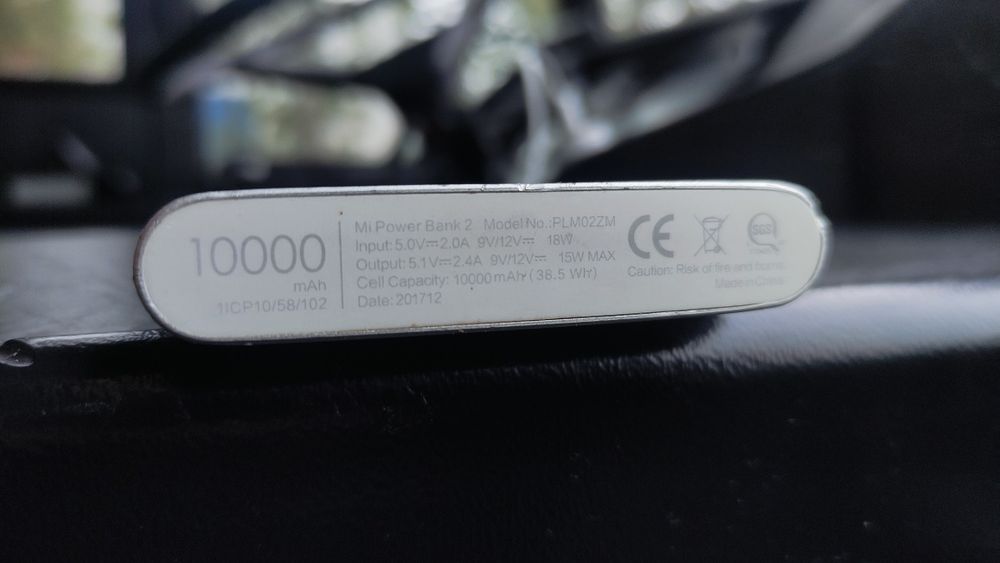 10000
mAh
1ICP10/58/102
Mi Power Bank 2 Model No.:PLM02ZM
Input: 5.0V⎓2.0A 9V/12V⎓ 18W
Output: 5.1V⎓2.4A 9V/12V⎓ 15W MAX
Cell Capacity: 10000mAh (38.5 Wh)
Date: 201712
CE
SGS
Caution: Risk of fire and burns.
Made in China